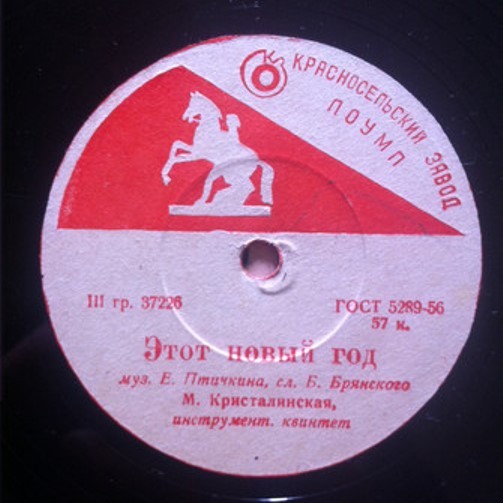 КРАСНОСЕЛЬСКИЙ ЗАВОД
ЛОУМП
III гр. 37226
ГОСТ 5289-56
57 к.
Этот новый год
муз. Е. Птичкина, сл. Б. Брянского
М. Кристалинская,
инструмент. квинтет